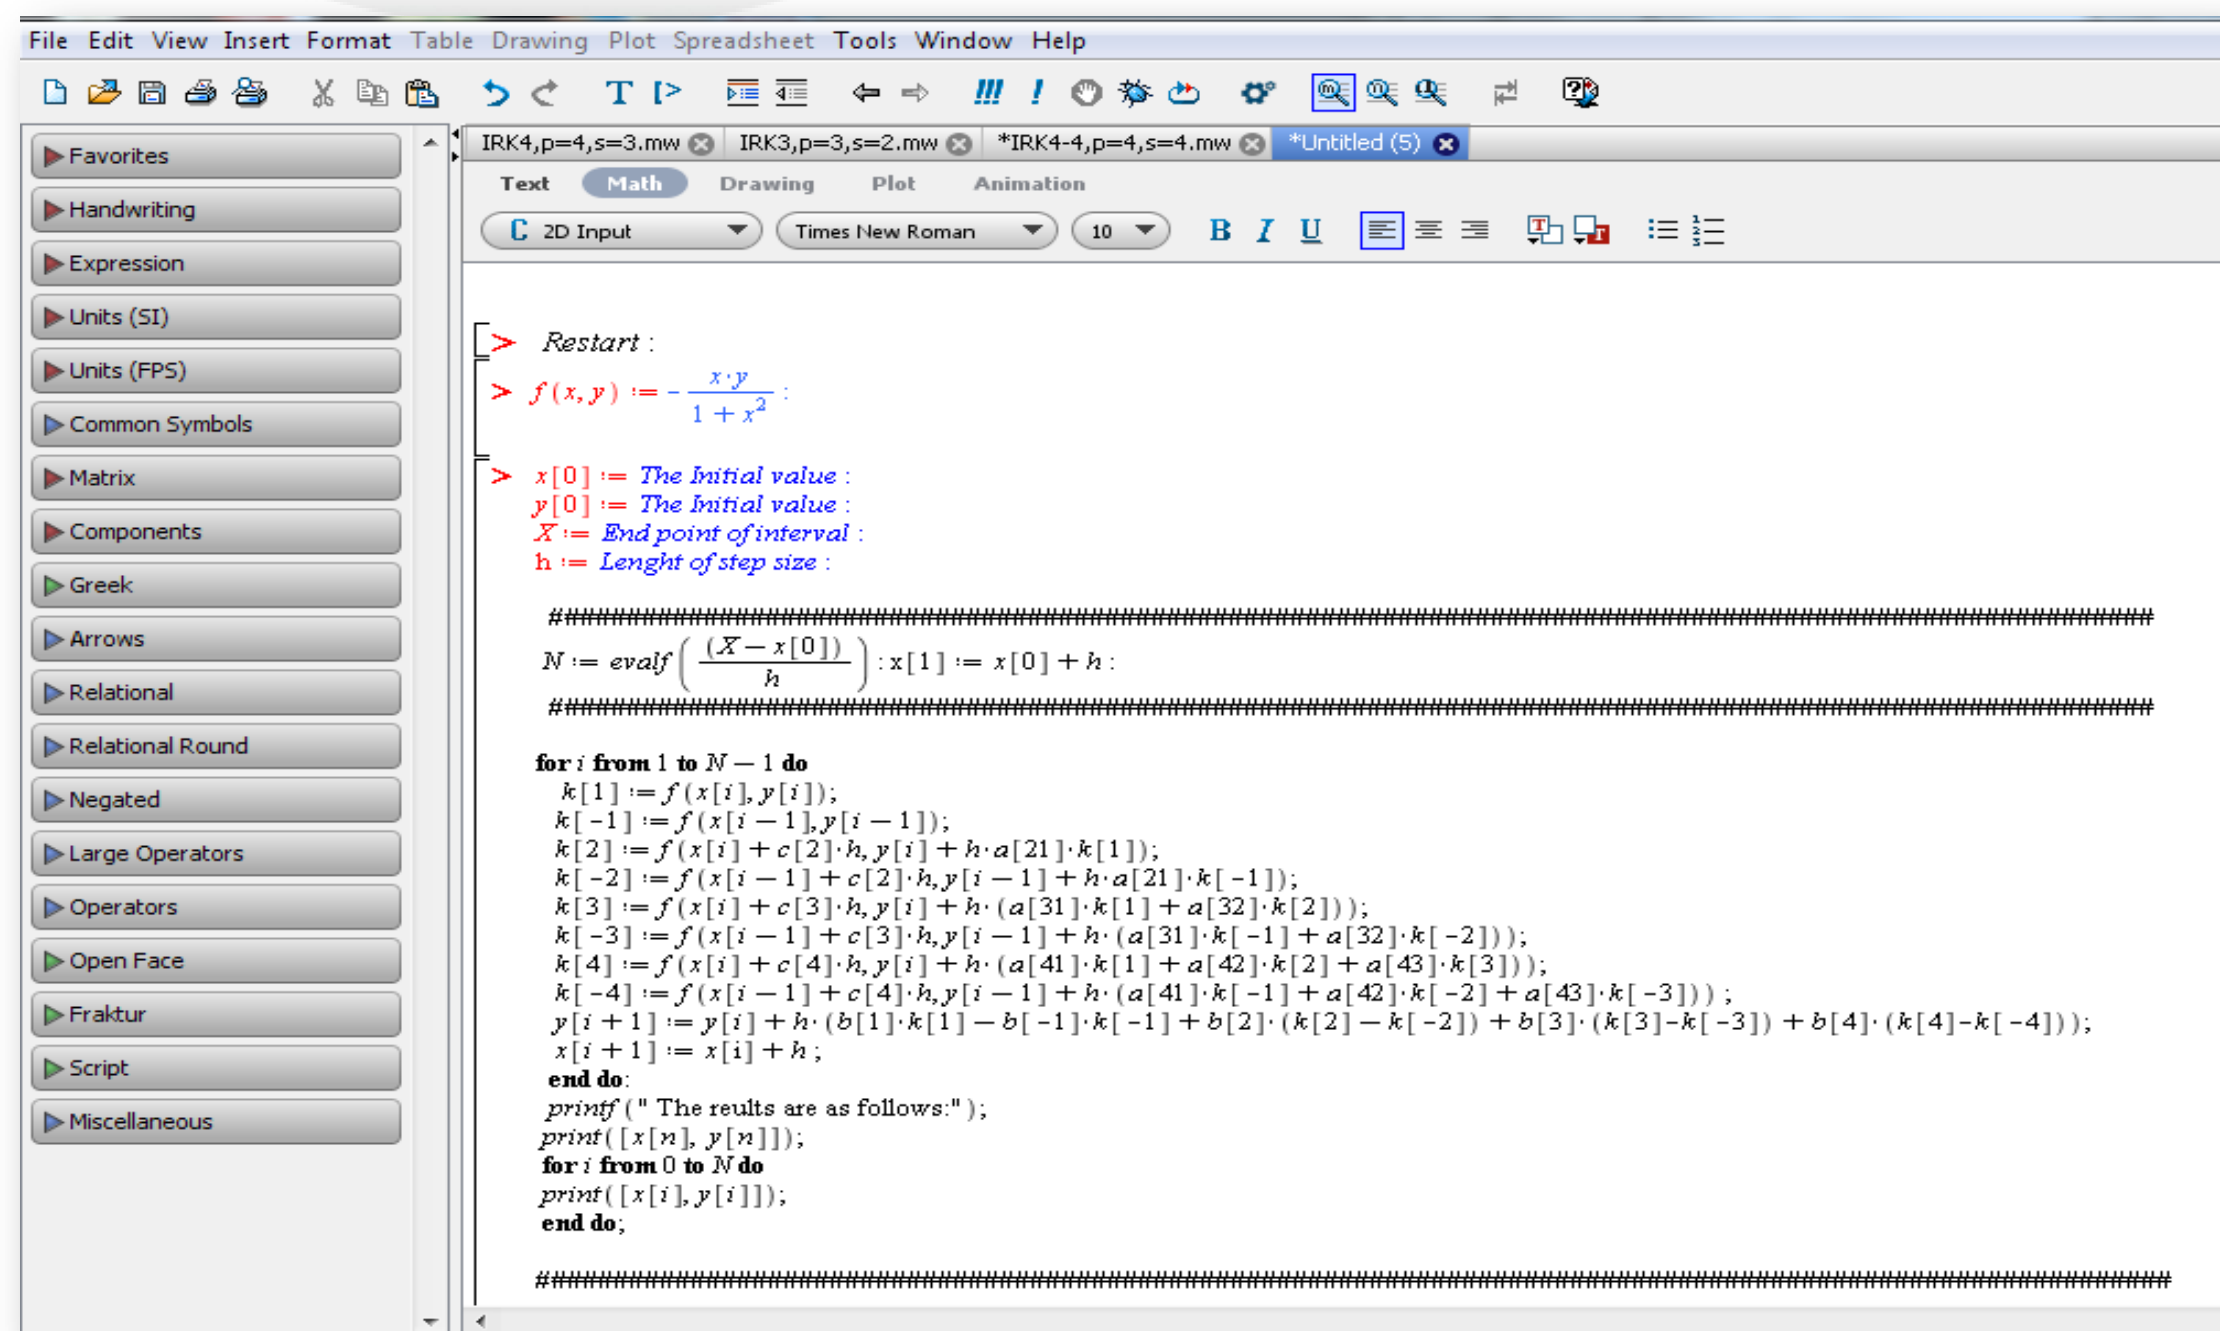 File Edit View Insert Format Table Drawing Plot Spreadsheet Tools Window Help
IRK4,p=4,s=3.mw IRK3,p=3,s=2.mw *IRK4-4,p=4,s=4.mw *Untitled (5)
Text Math Drawing Plot Animation
C 2D Input Times New Roman 10 B I U
Favorites
Handwriting
Expression
Units (SI)
Units (FPS)
Common Symbols
Matrix
Components
Greek
Arrows
Relational
Relational Round
Negated
Large Operators
Operators
Open Face
Fraktur
Script
Miscellaneous
> Restart :
> f(x, y) := - x·y / 1 + x² :
> x[0] := The Initial value :
y[0] := The Initial value :
X := End point of interval :
h := Lenght of step size :
N := evalf( (X − x[0]) / h ) : x[1] := x[0] + h :
for i from 1 to N − 1 do
k[1] := f(x[i], y[i]);
k[-1] := f(x[i − 1], y[i − 1]);
k[2] := f(x[i] + c[2]·h, y[i] + h·a[21]·k[1]);
k[-2] := f(x[i − 1] + c[2]·h, y[i − 1] + h·a[21]·k[-1]);
k[3] := f(x[i] + c[3]·h, y[i] + h·(a[31]·k[1] + a[32]·k[2]));
k[-3] := f(x[i − 1] + c[3]·h, y[i − 1] + h·(a[31]·k[-1] + a[32]·k[-2]));
k[4] := f(x[i] + c[4]·h, y[i] + h·(a[41]·k[1] + a[42]·k[2] + a[43]·k[3]));
k[-4] := f(x[i − 1] + c[4]·h, y[i − 1] + h·(a[41]·k[-1] + a[42]·k[-2] + a[43]·k[-3])) ;
y[i + 1] := y[i] + h·(b[1]·k[1] − b[-1]·k[-1] + b[2]·(k[2] − k[-2]) + b[3]·(k[3]-k[-3]) + b[4]·(k[4]-k[-4]));
x[i + 1] := x[i] + h ;
end do:
printf (" The reults are as follows:");
print([x[n], y[n]]);
for i from 0 to N do
print([x[i], y[i]]);
end do;